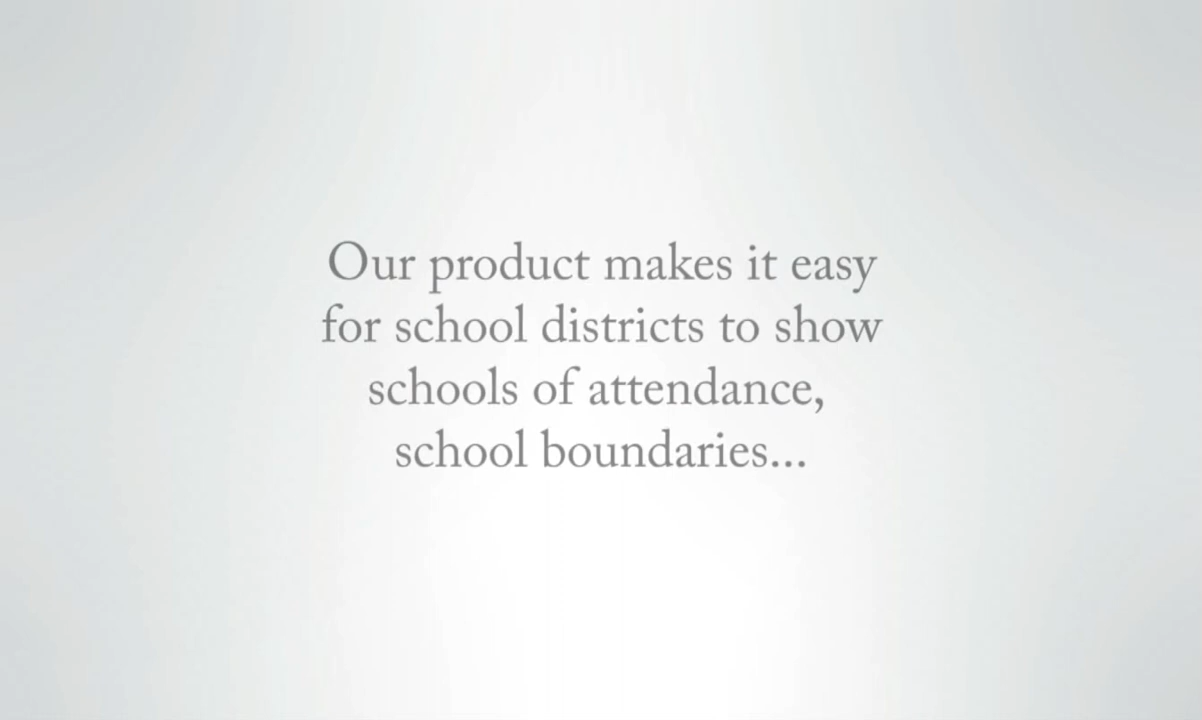 Our product makes it easy
for school districts to show
schools of attendance,
school boundaries...